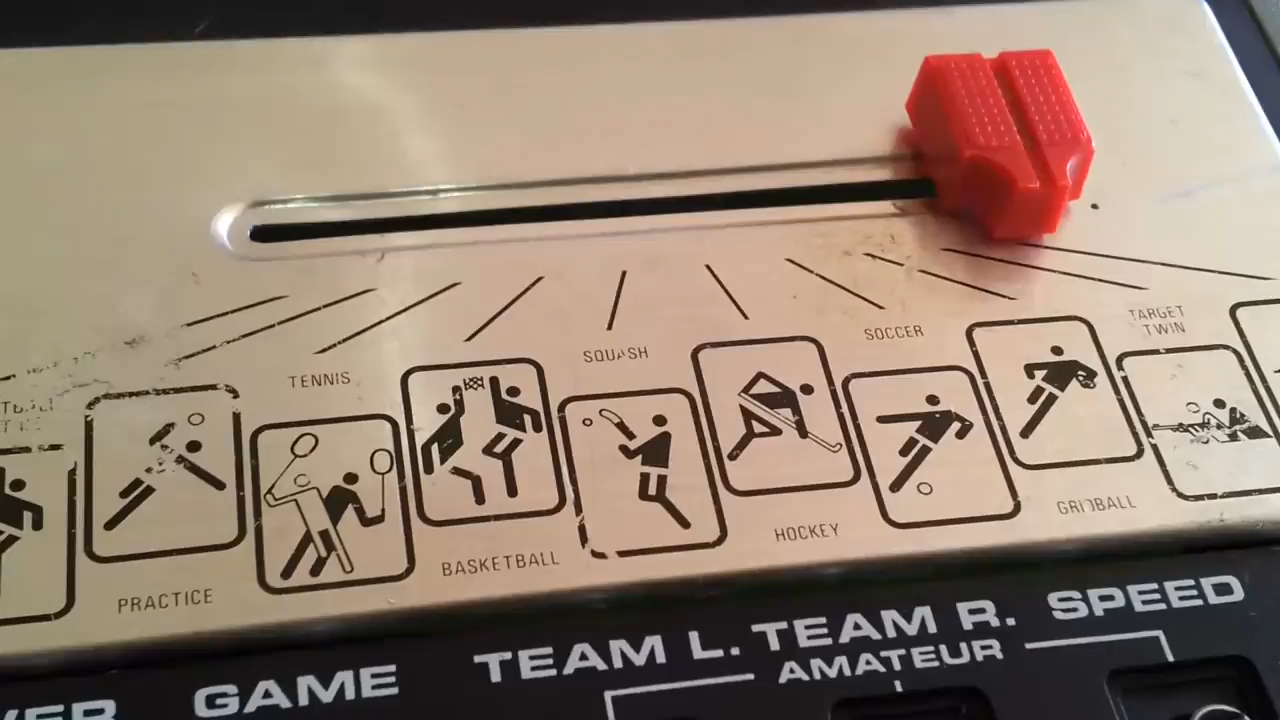 TENNIS
SQUASH
SOCCER
TARGET
TWIN
PRACTICE
BASKETBALL
HOCKEY
GRIDBALL
GAME
TEAM L. TEAM R. SPEED
AMATEUR